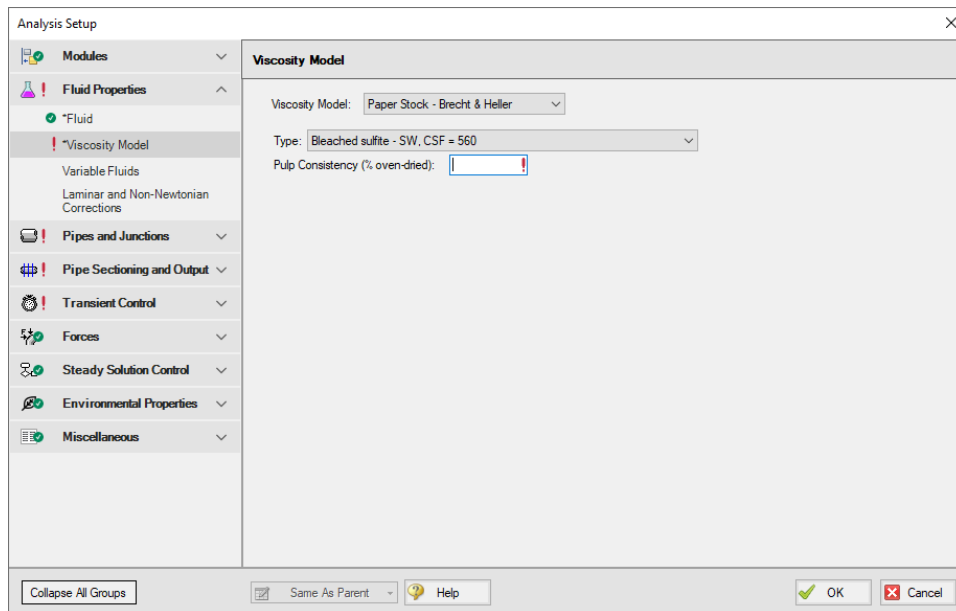 Analysis Setup
Modules
Fluid Properties
*Fluid
*Viscosity Model
Variable Fluids
Laminar and Non-Newtonian
Corrections
Pipes and Junctions
Pipe Sectioning and Output
Transient Control
Forces
Steady Solution Control
Environmental Properties
Miscellaneous
Viscosity Model
Viscosity Model: Paper Stock - Brecht & Heller
Type: Bleached sulfite - SW, CSF = 560
Pulp Consistency (% oven-dried):
Collapse All Groups
Same As Parent
Help
OK
Cancel